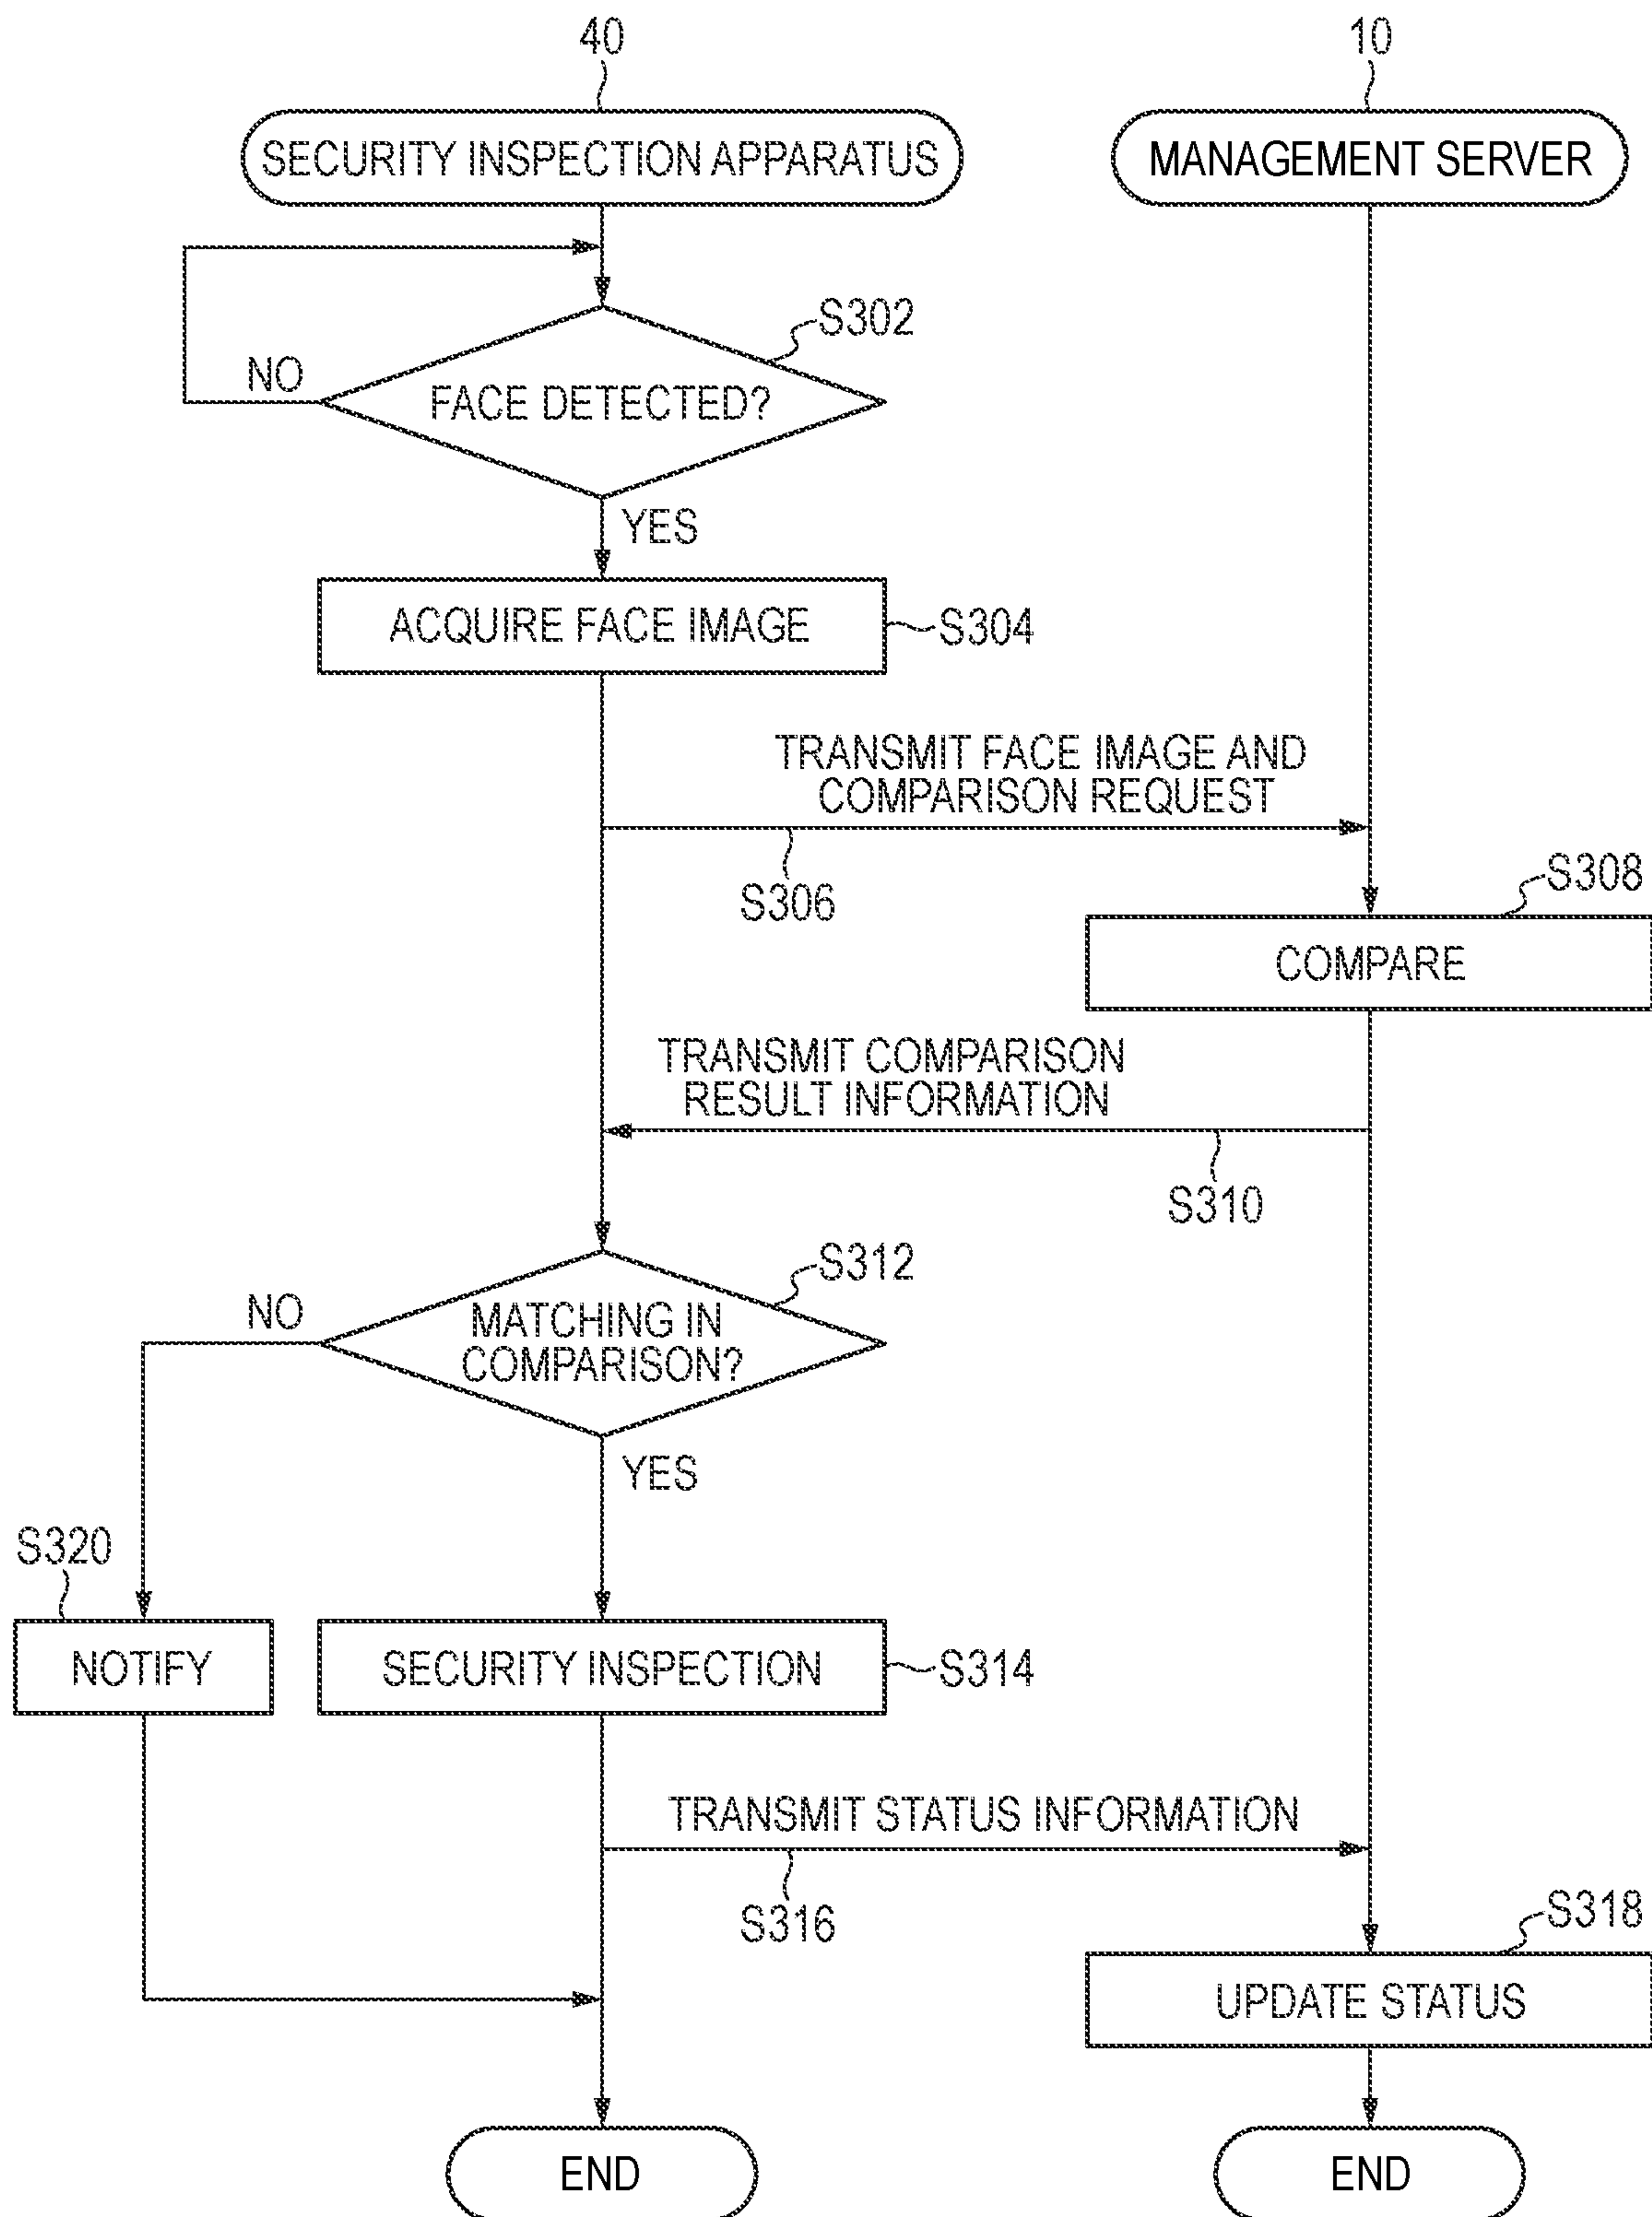 40
10
SECURITY INSPECTION APPARATUS
MANAGEMENT SERVER
S302
NO
FACE DETECTED?
YES
ACQUIRE FACE IMAGE
S304
TRANSMIT FACE IMAGE AND
COMPARISON REQUEST
S306
S308
COMPARE
TRANSMIT COMPARISON
RESULT INFORMATION
S310
S312
NO
MATCHING IN
COMPARISON?
YES
S320
NOTIFY
SECURITY INSPECTION
S314
TRANSMIT STATUS INFORMATION
S316
S318
UPDATE STATUS
END
END